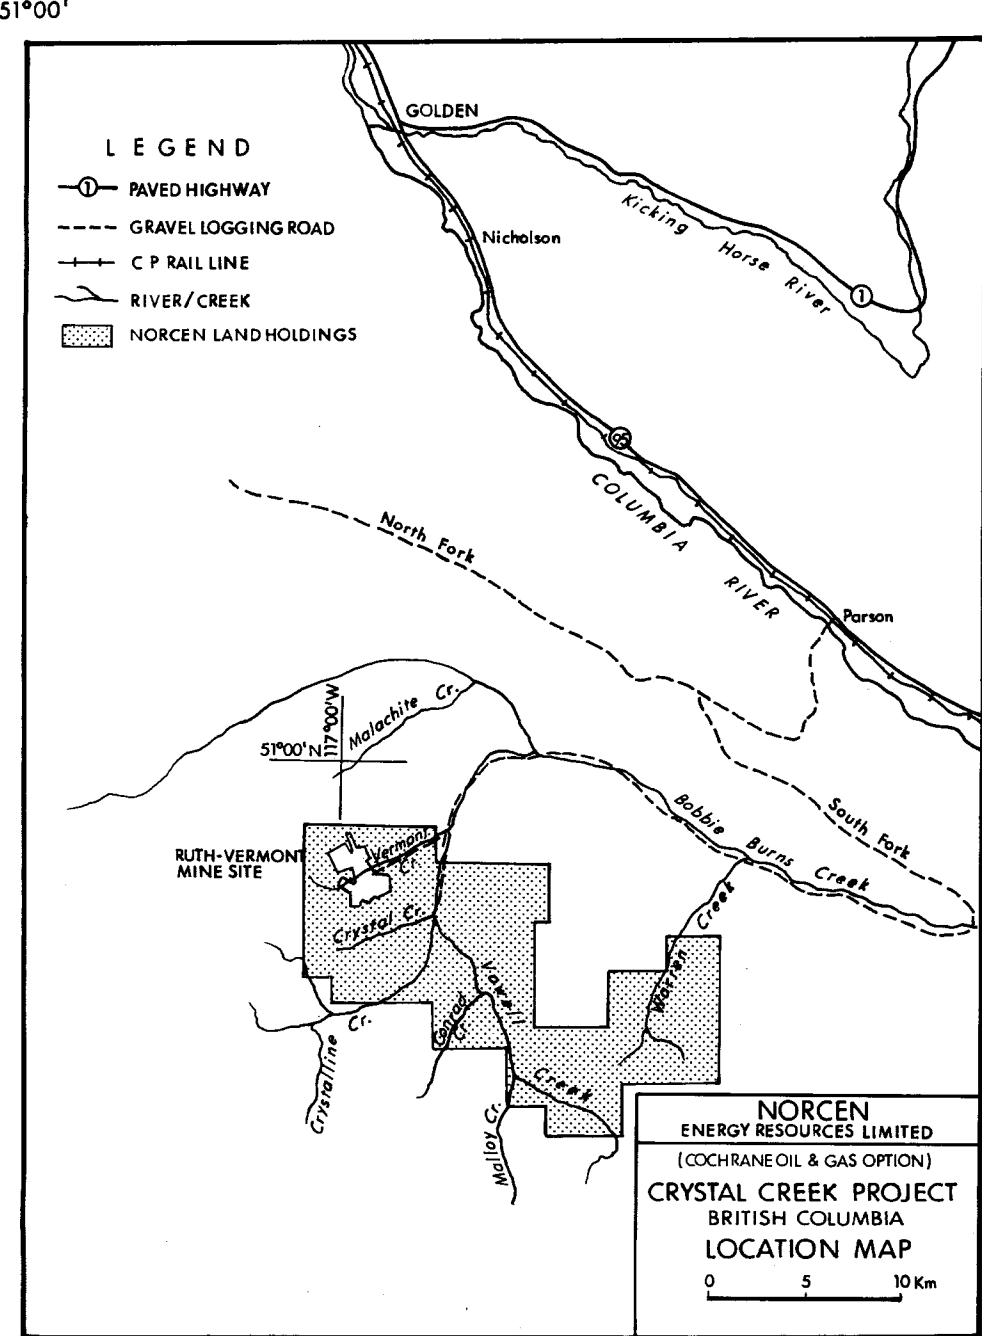 51°00'
LEGEND
1 PAVED HIGHWAY
GRAVEL LOGGING ROAD
C P RAIL LINE
RIVER/CREEK
NORCEN LAND HOLDINGS
GOLDEN
Nicholson
Kicking Horse River
1
95
COLUMBIA RIVER
North Fork
Parson
Malachite Cr.
117°00'W
51°00'N
Bobbie Burns Creek
South Fork
RUTH-VERMONT
MINE SITE
Vermont
Cr.
Crystal Cr.
Warren Creek
Vowell Creek
Conrad
Cr.
Crystalline Cr.
Malloy Cr.
NORCEN
ENERGY RESOURCES LIMITED
(COCHRANE OIL & GAS OPTION)
CRYSTAL CREEK PROJECT
BRITISH COLUMBIA
LOCATION MAP
0 5 10 Km